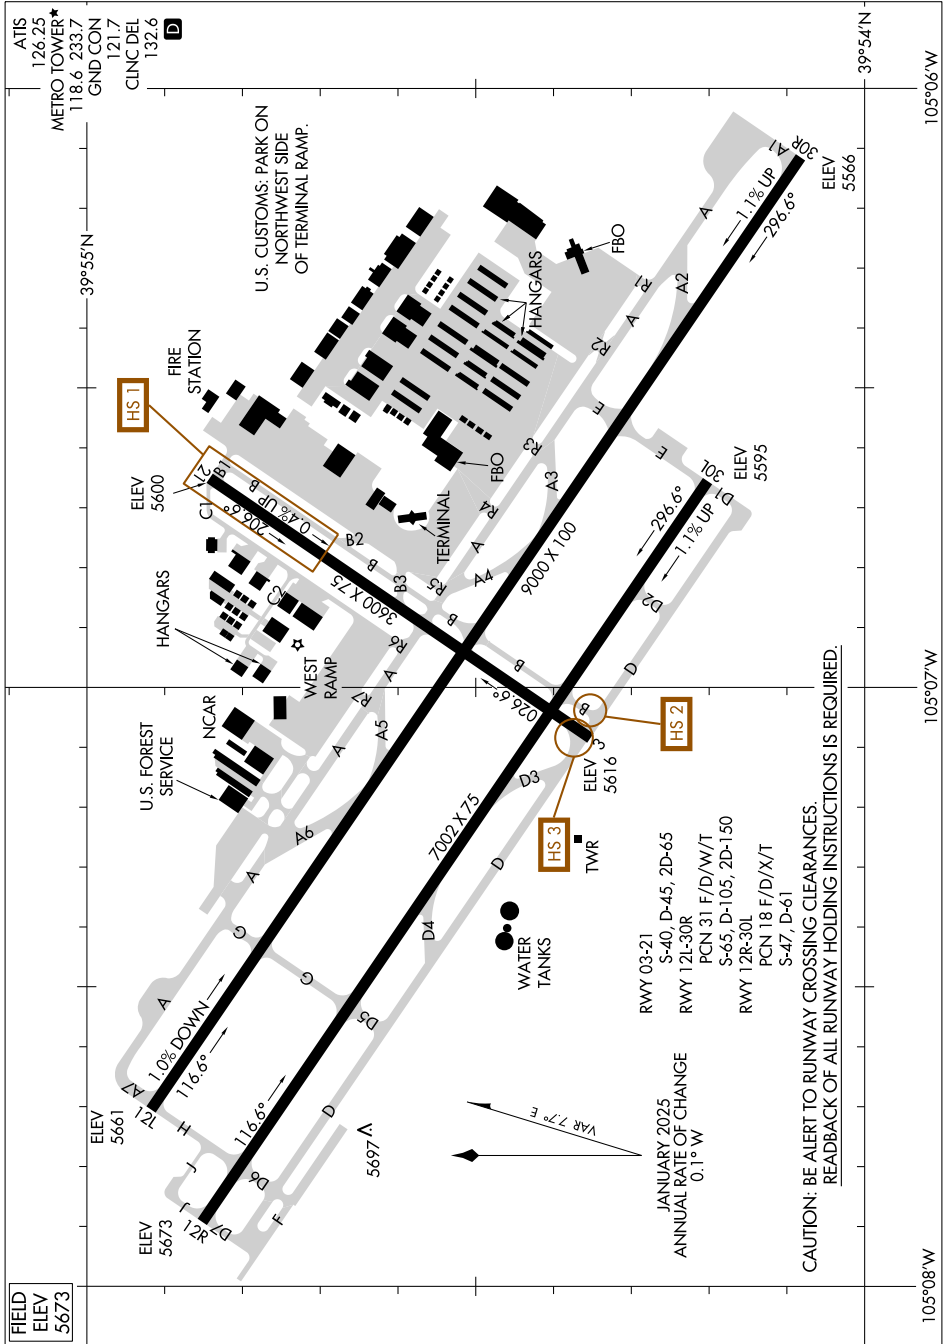 ATIS
126.25
METRO TOWER★
118.6 233.7
GND CON
121.7
CLNC DEL
132.6
D
FIELD
ELEV
5673
39°55'N
39°54'N
105°06'W
105°07'W
105°08'W
U.S. CUSTOMS: PARK ON
NORTHWEST SIDE
OF TERMINAL RAMP.
FIRE
STATION
HS 1
ELEV
5600
21
B1
C1
B
206.6°
0.4% UP
B2
B
B3
3600 X 75
C2
HANGARS
WEST
RAMP
NCAR
U.S. FOREST
SERVICE
HANGARS
FBO
FBO
TERMINAL
A1
30R
ELEV
5566
1.1% UP
296.6°
A
R1
A2
A
R2
E
E
R3
A3
R4
A
A4
R5
B
9000 X 100
R6
A
R7
A5
A
A6
A
G
G
A
1.0% DOWN
116.6°
A7
12L
ELEV
5661
H
J
J
12R
ELEV
5673
D7
D6
F
116.6°
D
D5
D4
7002 X 75
D
D3
B
026.6°
B
3
ELEV
5616
HS 2
HS 3
TWR
D
D2
296.6°
1.1% UP
30L
D1
ELEV
5595
WATER
TANKS
5697
VAR 7.7° E
JANUARY 2025
ANNUAL RATE OF CHANGE
0.1° W
RWY 03-21
S-40, D-45, 2D-65
RWY 12L-30R
PCN 31 F/D/W/T
S-65, D-105, 2D-150
RWY 12R-30L
PCN 18 F/D/X/T
S-47, D-61
CAUTION: BE ALERT TO RUNWAY CROSSING CLEARANCES.
READBACK OF ALL RUNWAY HOLDING INSTRUCTIONS IS REQUIRED.